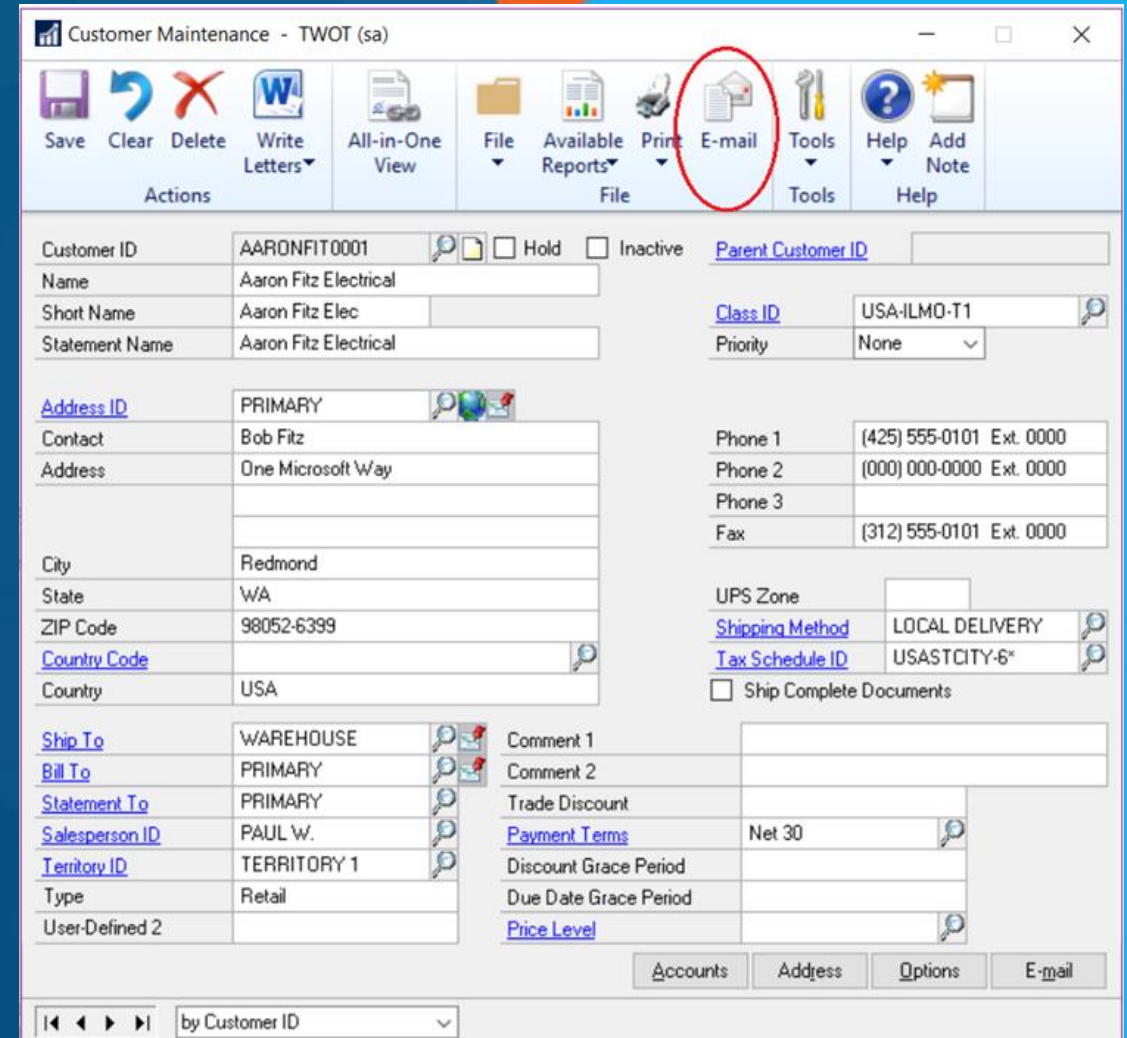 Customer Maintenance - TWOT (sa)
Save Clear Delete Write Letters All-in-One View File Available Reports Print E-mail Tools Help Add Note
Actions File Tools Help
Customer ID AARONFIT0001 Hold Inactive Parent Customer ID
Name Aaron Fitz Electrical
Short Name Aaron Fitz Elec Class ID USA-ILMO-T1
Statement Name Aaron Fitz Electrical Priority None
Address ID PRIMARY
Contact Bob Fitz Phone 1 (425) 555-0101 Ext. 0000
Address One Microsoft Way Phone 2 (000) 000-0000 Ext. 0000
Phone 3
Fax (312) 555-0101 Ext. 0000
City Redmond
State WA UPS Zone
ZIP Code 98052-6399 Shipping Method LOCAL DELIVERY
Country Code Tax Schedule ID USASTCITY-6*
Country USA Ship Complete Documents
Ship To WAREHOUSE Comment 1
Bill To PRIMARY Comment 2
Statement To PRIMARY Trade Discount
Salesperson ID PAUL W. Payment Terms Net 30
Territory ID TERRITORY 1 Discount Grace Period
Type Retail Due Date Grace Period
User-Defined 2 Price Level
Accounts Address Options E-mail
by Customer ID